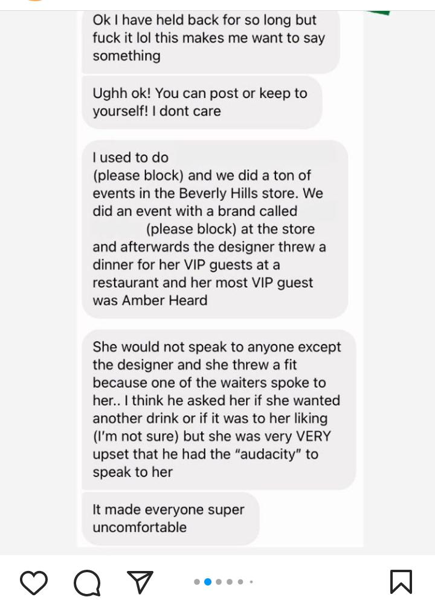 Ok I have held back for so long but
fuck it lol this makes me want to say
something
Ughh ok! You can post or keep to
yourself! I dont care
I used to do
(please block) and we did a ton of
events in the Beverly Hills store. We
did an event with a brand called
(please block) at the store
and afterwards the designer threw a
dinner for her VIP guests at a
restaurant and her most VIP guest
was Amber Heard
She would not speak to anyone except
the designer and she threw a fit
because one of the waiters spoke to
her.. I think he asked her if she wanted
another drink or if it was to her liking
(I'm not sure) but she was very VERY
upset that he had the “audacity” to
speak to her
It made everyone super
uncomfortable